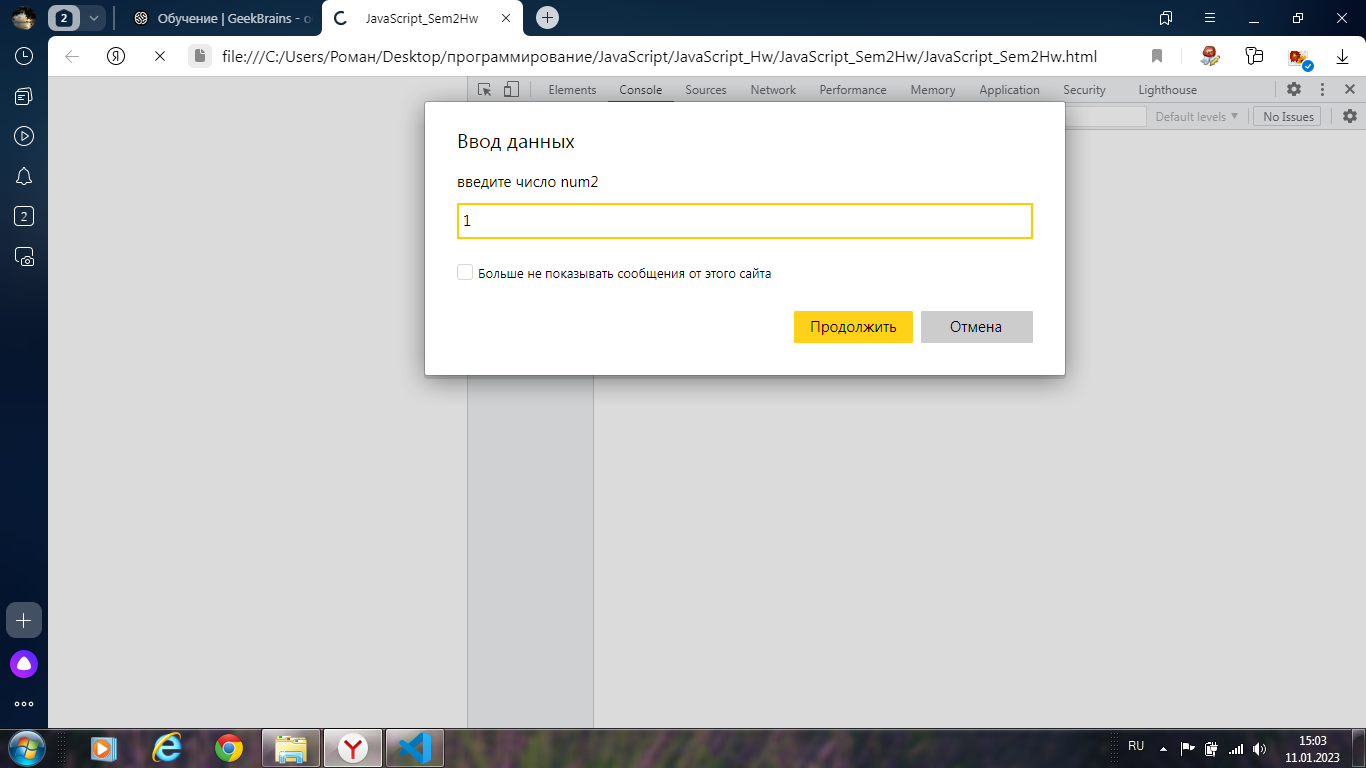 2
Обучение | GeekBrains - о
JavaScript_Sem2Hw
Я
file:///C:/Users/Роман/Desktop/программирование/JavaScript/JavaScript_Hw/JavaScript_Sem2Hw/JavaScript_Sem2Hw.html
Elements Console Sources Network Performance Memory Application Security Lighthouse
Default levels ▼ No Issues
Ввод данных
введите число num2
1
Больше не показывать сообщения от этого сайта
Продолжить Отмена
2
RU
15:03
11.01.2023